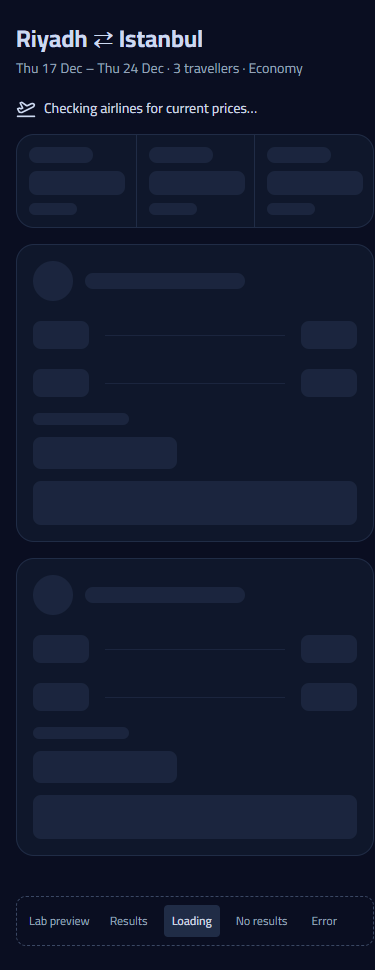 Riyadh ⇄ Istanbul
Thu 17 Dec – Thu 24 Dec · 3 travellers · Economy
Checking airlines for current prices…
Lab preview Results Loading No results Error